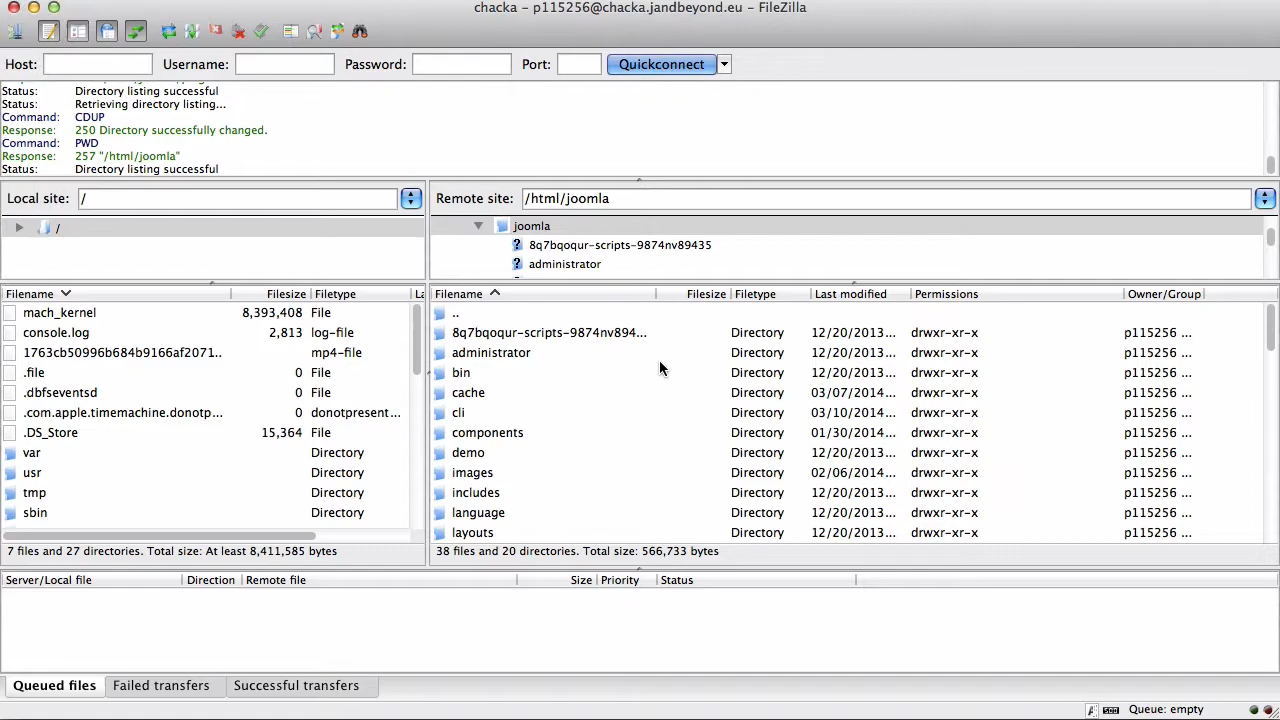 chacka – p115256@chacka.jandbeyond.eu – FileZilla
Host: Username: Password: Port: Quickconnect
Status: Directory listing successful
Status: Retrieving directory listing...
Command: CDUP
Response: 250 Directory successfully changed.
Command: PWD
Response: 257 "/html/joomla"
Status: Directory listing successful
Local site: /
/
Filename Filesize Filetype
mach_kernel 8,393,408 File
console.log 2,813 log-file
1763cb50996b684b9166af2071.. mp4-file
.file 0 File
.dbfseventsd 0 File
.com.apple.timemachine.donotp... 0 donotpresent...
.DS_Store 15,364 File
var Directory
usr Directory
tmp Directory
sbin Directory
7 files and 27 directories. Total size: At least 8,411,585 bytes
Remote site: /html/joomla
joomla
? 8q7bqoqur-scripts-9874nv89435
? administrator
Filename Filesize Filetype Last modified Permissions Owner/Group
..
8q7bqoqur-scripts-9874nv894... Directory 12/20/2013... drwxr-xr-x p115256 ...
administrator Directory 12/20/2013... drwxr-xr-x p115256 ...
bin Directory 12/20/2013... drwxr-xr-x p115256 ...
cache Directory 03/07/2014... drwxr-xr-x p115256 ...
cli Directory 03/10/2014... drwxr-xr-x p115256 ...
components Directory 01/30/2014... drwxr-xr-x p115256 ...
demo Directory 12/20/2013... drwxr-xr-x p115256 ...
images Directory 02/06/2014... drwxr-xr-x p115256 ...
includes Directory 12/20/2013... drwxr-xr-x p115256 ...
language Directory 12/20/2013... drwxr-xr-x p115256 ...
layouts Directory 12/20/2013... drwxr-xr-x p115256 ...
38 files and 20 directories. Total size: 566,733 bytes
Server/Local file Direction Remote file Size Priority Status
Queued files Failed transfers Successful transfers
Queue: empty